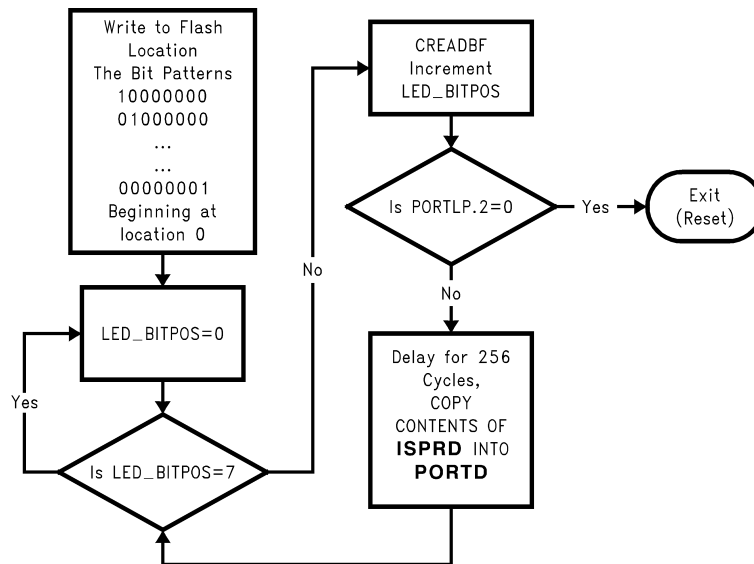 Write to Flash
Location
The Bit Patterns
10000000
01000000
...
...
00000001
Beginning at
location 0
LED_BITPOS=0
Yes
Is LED_BITPOS=7
No
CREADBF
Increment
LED_BITPOS
Is PORTLP.2=0
Yes
Exit
(Reset)
No
Delay for 256
Cycles,
COPY
CONTENTS OF
ISPRD INTO
PORTD